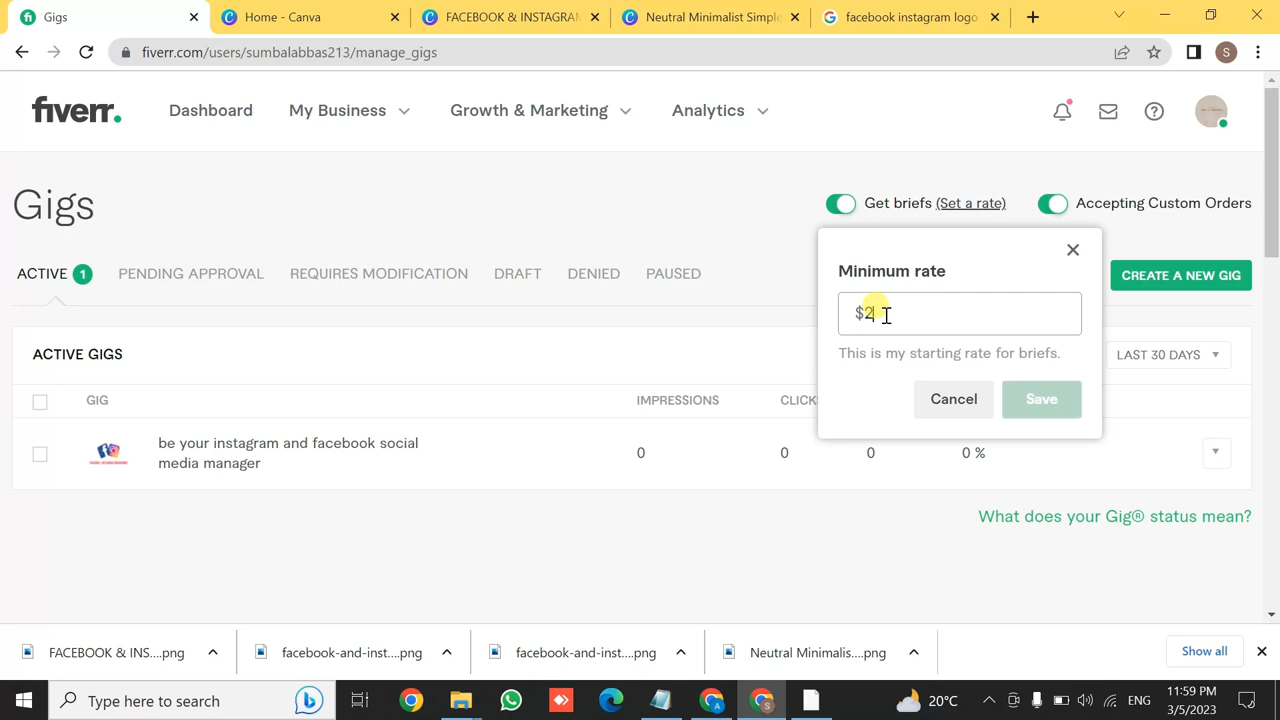 Gigs
Home - Canva
FACEBOOK & INSTAGRAM
Neutral Minimalist Simple
facebook instagram logo
fiverr.com/users/sumbalabbas213/manage_gigs
S
fiverr.
Dashboard
My Business
Growth & Marketing
Analytics
Gigs
Get briefs (Set a rate)
Accepting Custom Orders
ACTIVE 1
PENDING APPROVAL
REQUIRES MODIFICATION
DRAFT
DENIED
PAUSED
CREATE A NEW GIG
Minimum rate
$2
This is my starting rate for briefs.
Cancel
Save
ACTIVE GIGS
LAST 30 DAYS
GIG
IMPRESSIONS
CLICKS
be your instagram and facebook social
media manager
0
0
0
0 %
What does your Gig® status mean?
FACEBOOK & INS....png
facebook-and-inst....png
facebook-and-inst....png
Neutral Minimalis....png
Show all
Type here to search
20°C
ENG
11:59 PM
3/5/2023